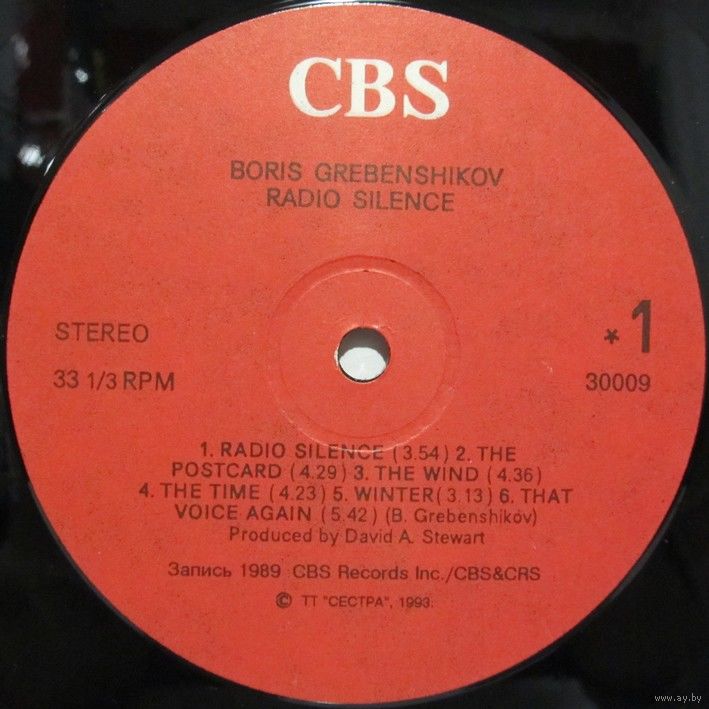 CBS
BORIS GREBENSHIKOV
RADIO SILENCE
STEREO
* 1
33 1/3 RPM
30009
1. RADIO SILENCE (3.54) 2. THE
POSTCARD (4.29) 3. THE WIND (4.36)
4. THE TIME (4.23) 5. WINTER(3.13) 6. THAT
VOICE AGAIN (5.42) (B. Grebenshikov)
Produced by David A. Stewart
Запись 1989 CBS Records Inc./CBS&CRS
© ТТ "СЕСТРА", 1993.
www.ay.by